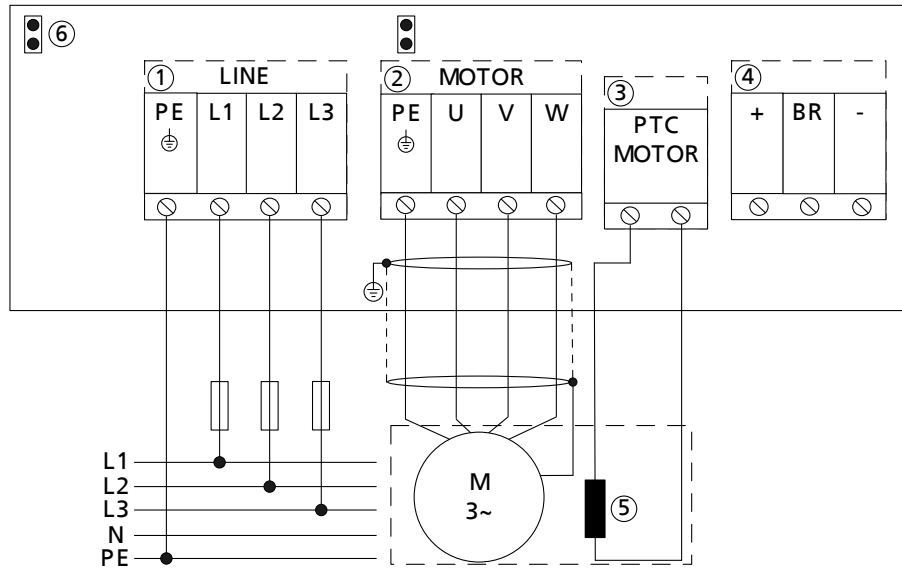 ⑥
① LINE
② MOTOR
③
④
PE L1 L2 L3
PE U V W
PTC
MOTOR
+ BR -
L1
L2
L3
N
PE
M
3~
⑤